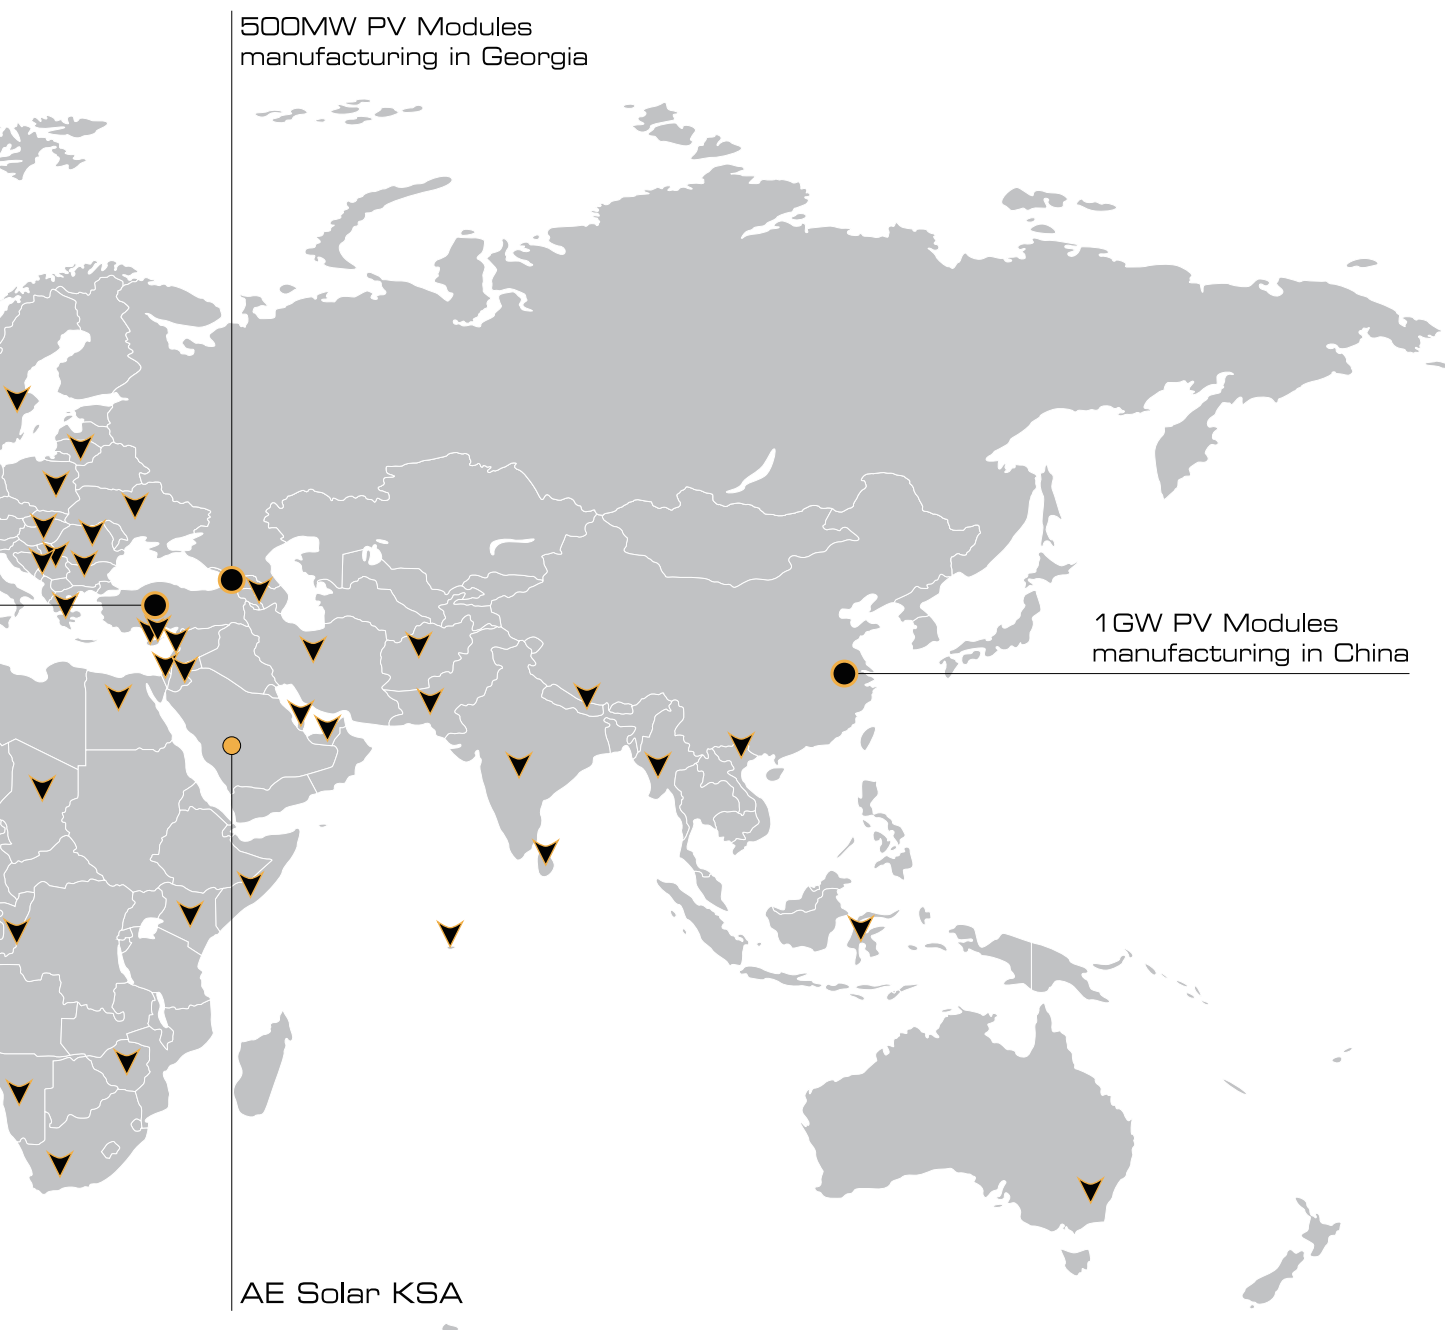 500MW PV Modules
manufacturing in Georgia
1GW PV Modules
manufacturing in China
AE Solar KSA